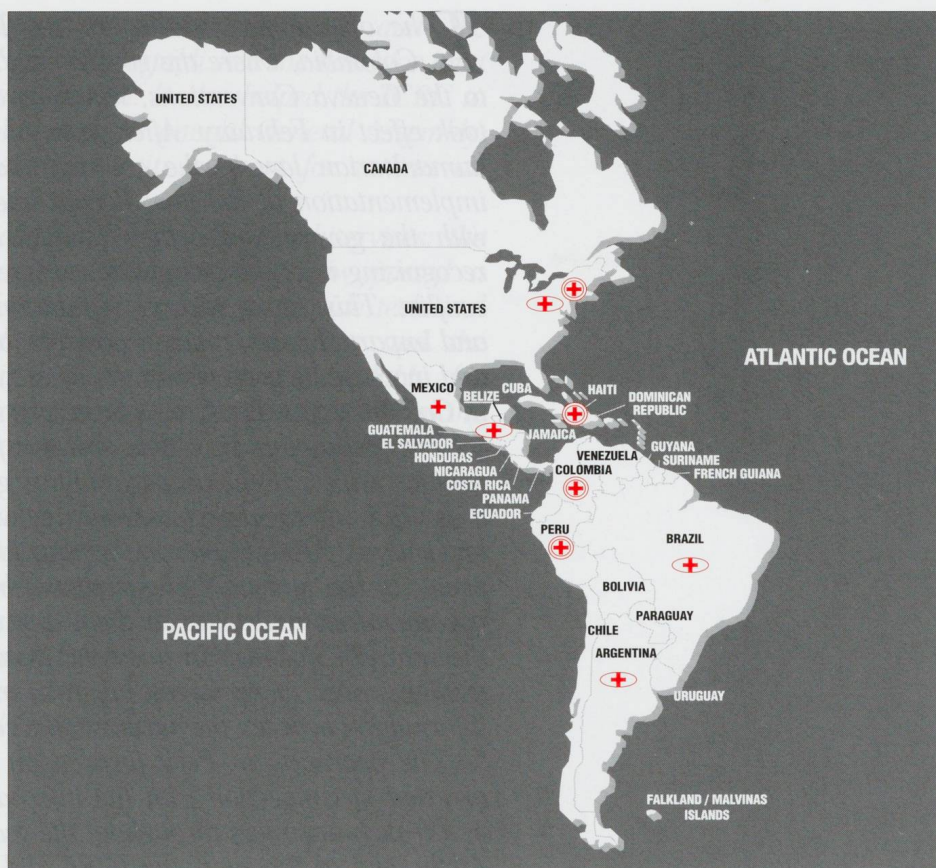 UNITED STATES
CANADA
UNITED STATES
ATLANTIC OCEAN
MEXICO
BELIZE
CUBA
HAITI
DOMINICAN
REPUBLIC
GUATEMALA
EL SALVADOR
HONDURAS
NICARAGUA
COSTA RICA
PANAMA
ECUADOR
JAMAICA
VENEZUELA
COLOMBIA
GUYANA
SURINAME
FRENCH GUIANA
PERU
BRAZIL
BOLIVIA
PARAGUAY
CHILE
ARGENTINA
URUGUAY
PACIFIC OCEAN
FALKLAND / MALVINAS
ISLANDS